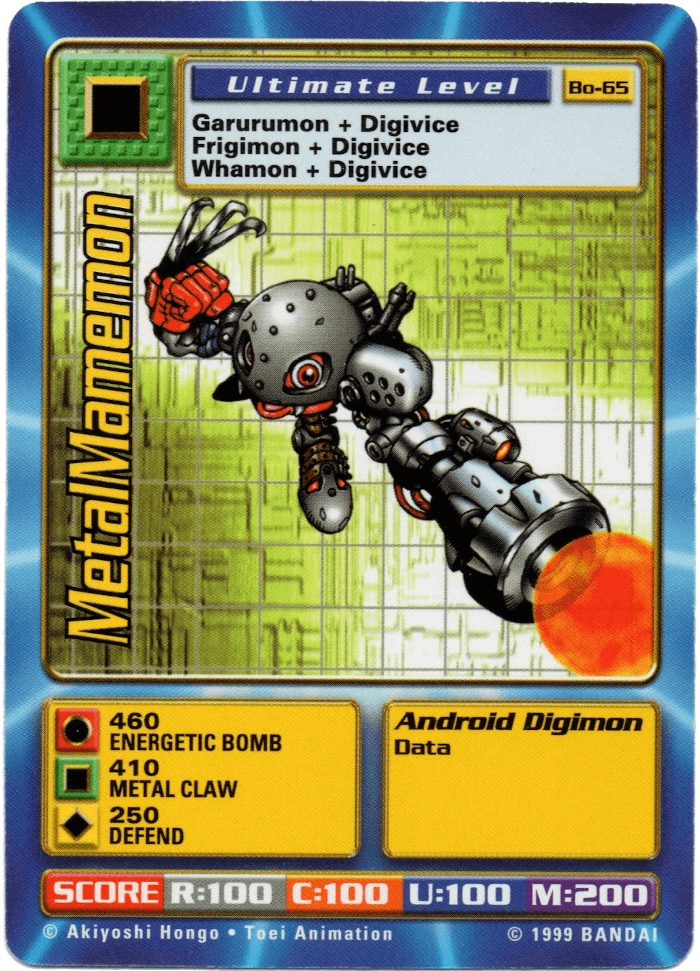 Ultimate Level
Bo-65
Garurumon + Digivice
Frigimon + Digivice
Whamon + Digivice
MetalMamemon
460
ENERGETIC BOMB
410
METAL CLAW
250
DEFEND
Android Digimon
Data
SCORE R:100 C:100 U:100 M:200
© Akiyoshi Hongo • Toei Animation © 1999 BANDAI